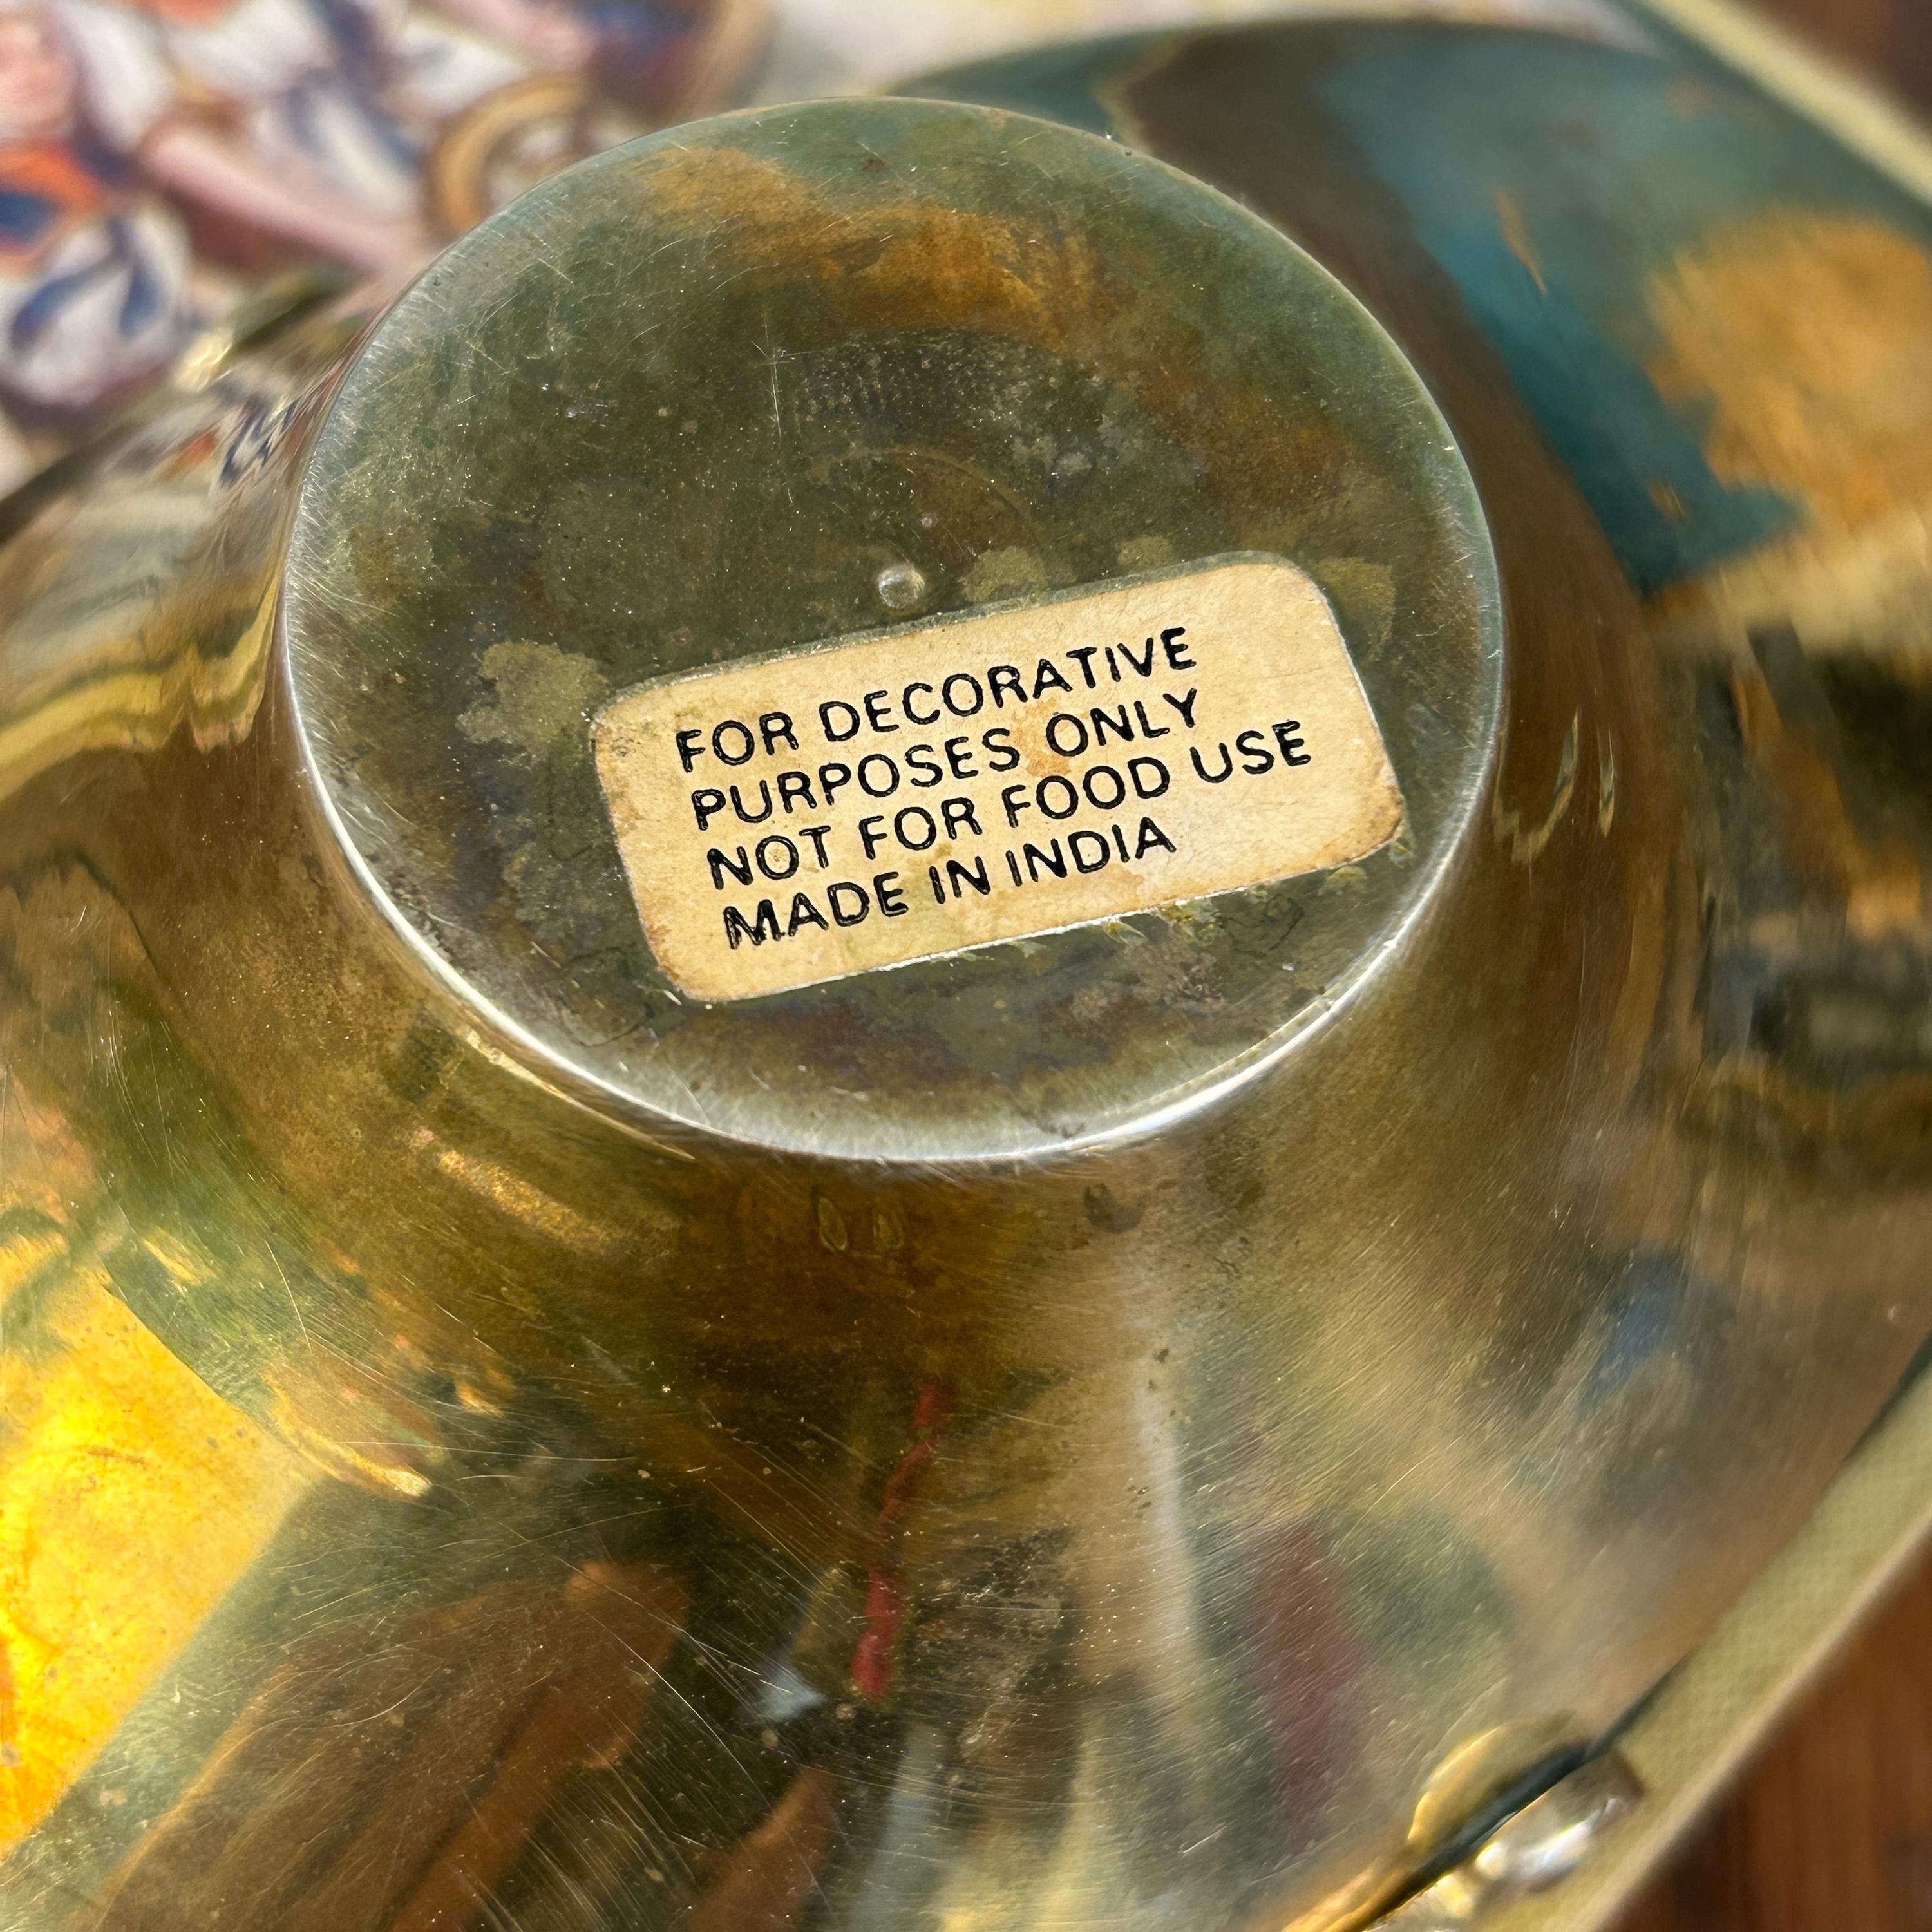 FOR DECORATIVE
PURPOSES ONLY
NOT FOR FOOD USE
MADE IN INDIA